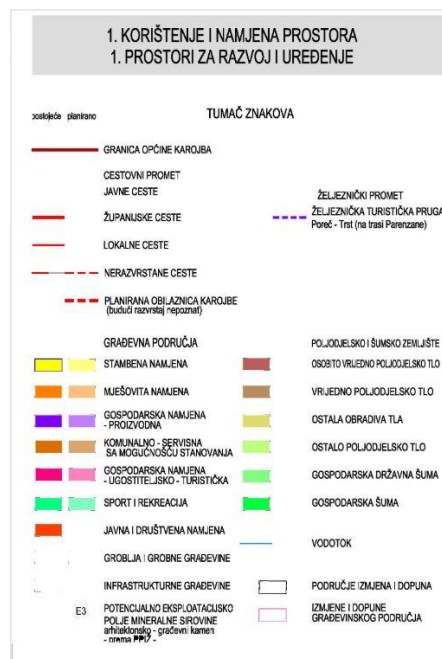 1. KORIŠTENJE I NAMJENA PROSTORA
1. PROSTORI ZA RAZVOJ I UREĐENJE
postojeće planirano
TUMAČ ZNAKOVA
GRANICA OPĆINE KAROJBA
CESTOVNI PROMET
JAVNE CESTE
ŽUPANIJSKE CESTE
LOKALNE CESTE
NERAZVRSTANE CESTE
PLANIRANA OBILAZNICA KAROJBE
(budući razvrstaj nepoznat)
ŽELJEZNIČKI PROMET
ŽELJEZNIČKA TURISTIČKA PRUGA
Poreč - Trst (na trasi Parenzane)
GRAĐEVNA PODRUČJA
STAMBENA NAMJENA
MJEŠOVITA NAMJENA
GOSPODARSKA NAMJENA
- PROIZVODNA
KOMUNALNO - SERVISNA
SA MOGUĆNOŠĆU STANOVANJA
GOSPODARSKA NAMJENA
- UGOSTITELJSKO - TURISTIČKA
SPORT I REKREACIJA
JAVNA I DRUŠTVENA NAMJENA
GROBLJA I GROBNE GRAĐEVINE
INFRASTRUKTURNE GRAĐEVINE
E3
POTENCIJALNO EKSPLOATACIJSKO
POLJE MINERALNE SIROVINE
arhitektonsko - građevni kamen
- prema PPIŽ -
POLJODJELSKO I ŠUMSKO ZEMLJIŠTE
OSOBITO VRIJEDNO POLJODJELSKO TLO
VRIJEDNO POLJODJELSKO TLO
OSTALA OBRADIVA TLA
OSTALO POLJODJELSKO TLO
GOSPODARSKA DRŽAVNA ŠUMA
GOSPODARSKA ŠUMA
VODOTOK
PODRUČJE IZMJENA I DOPUNA
IZMJENE I DOPUNE
GRAĐEVINSKOG PODRUČJA